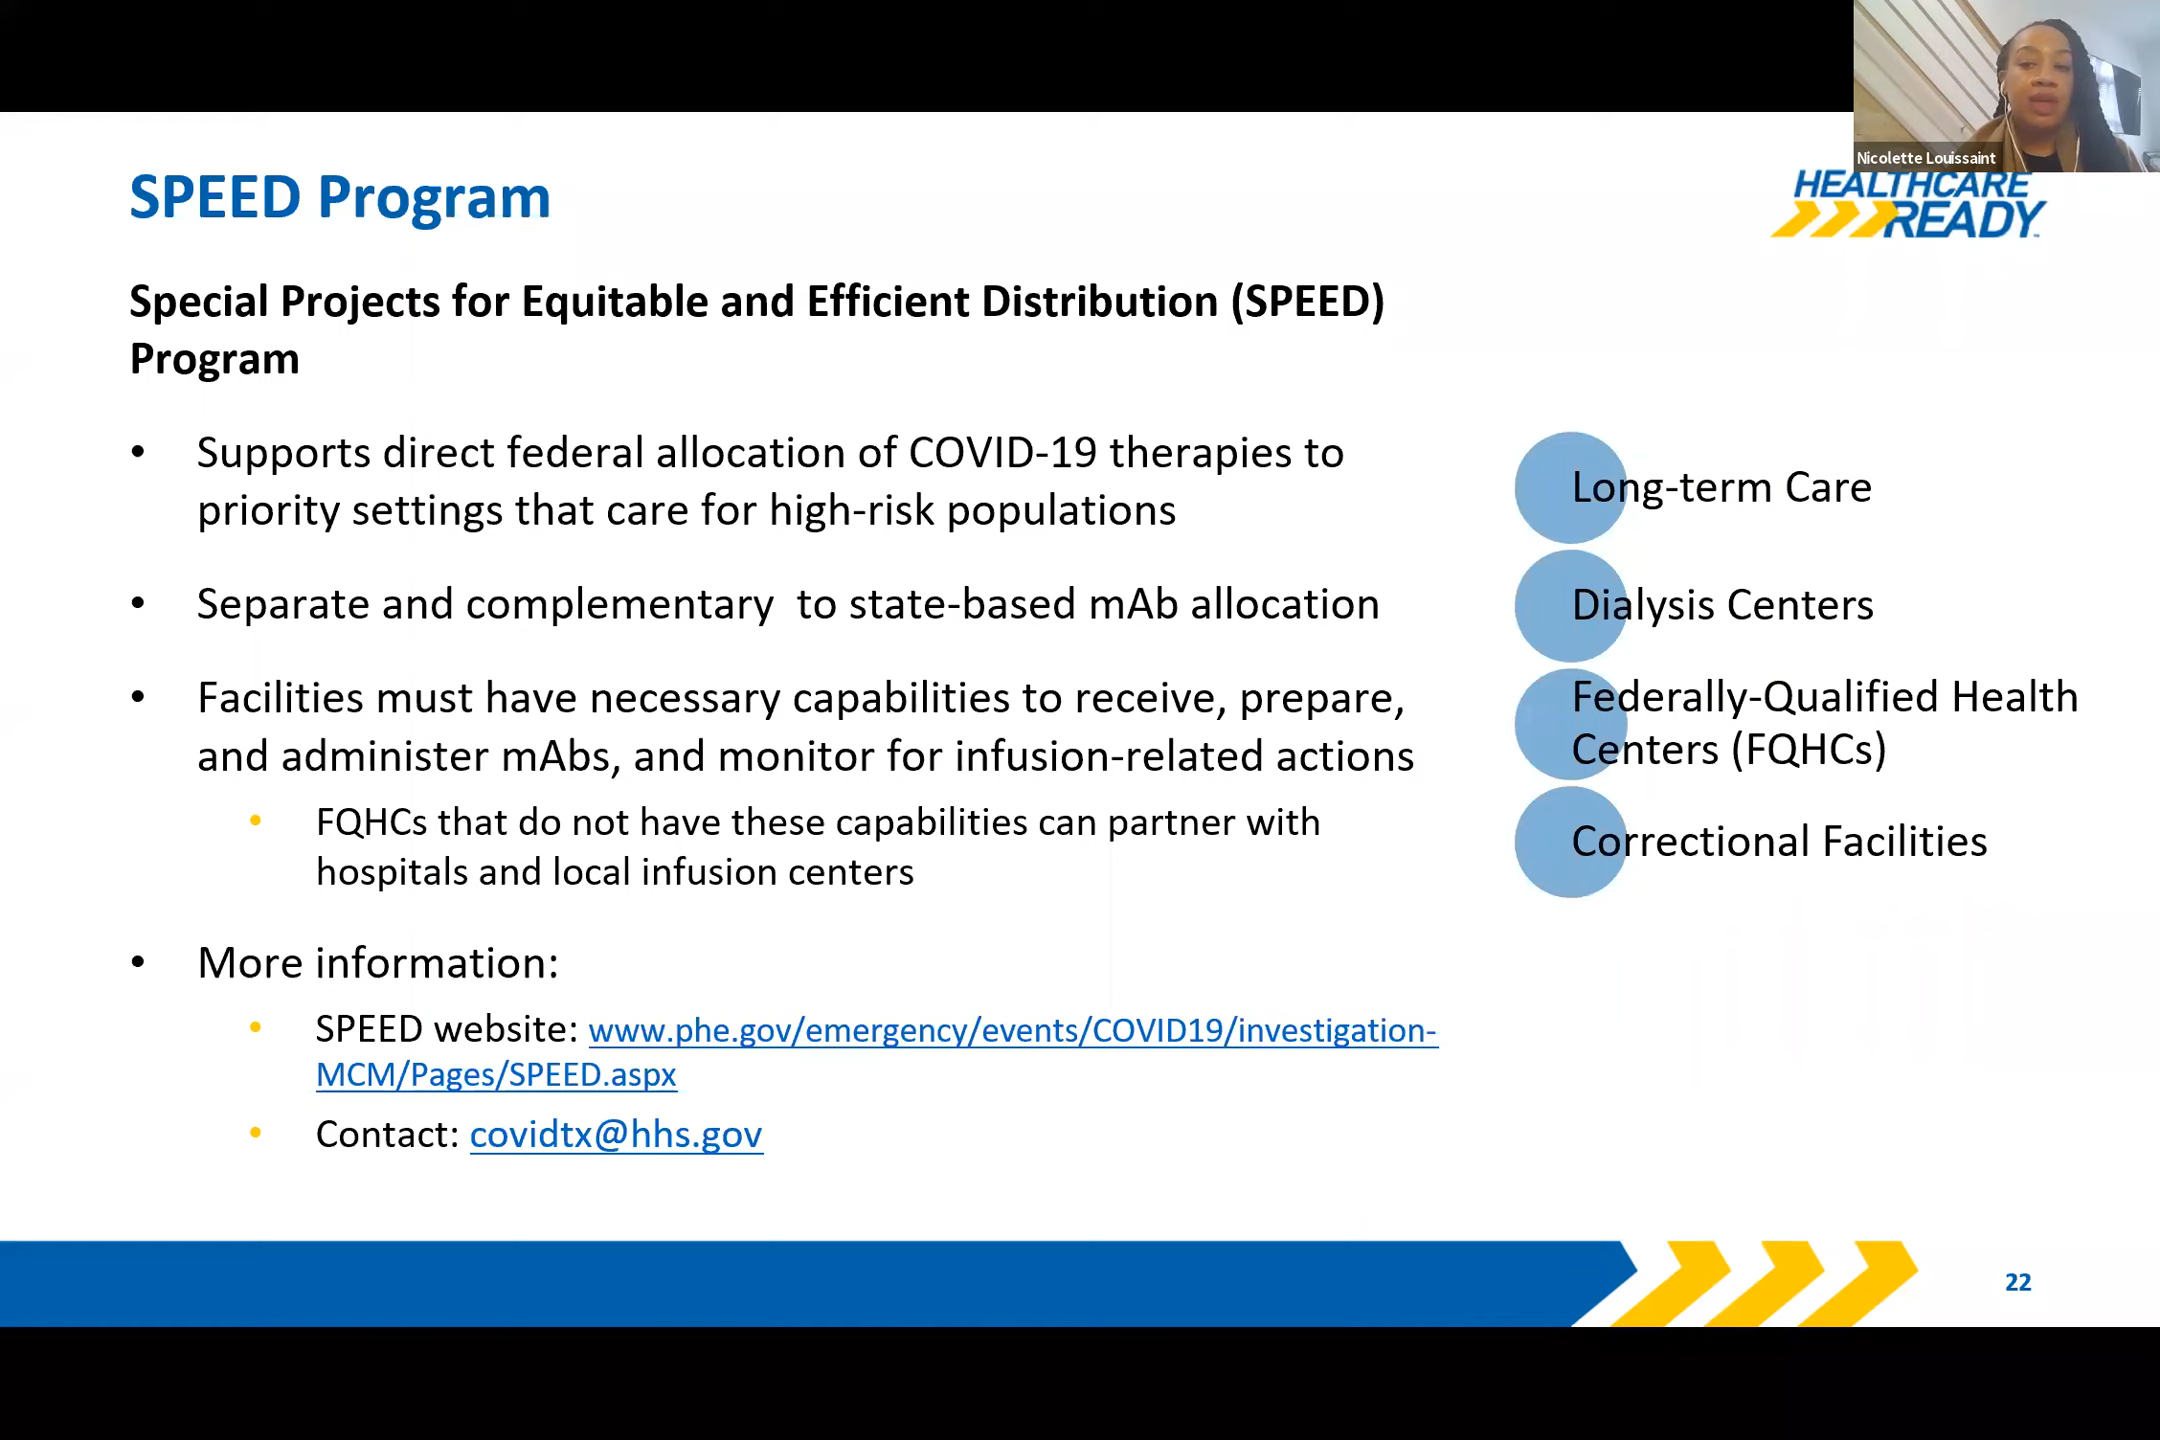 Nicolette Louissaint
SPEED Program
HEALTHCARE
READY™
Special Projects for Equitable and Efficient Distribution (SPEED)
Program
• Supports direct federal allocation of COVID-19 therapies to
priority settings that care for high-risk populations
• Separate and complementary  to state-based mAb allocation
• Facilities must have necessary capabilities to receive, prepare,
and administer mAbs, and monitor for infusion-related actions
• FQHCs that do not have these capabilities can partner with
hospitals and local infusion centers
• More information:
• SPEED website: www.phe.gov/emergency/events/COVID19/investigation-
MCM/Pages/SPEED.aspx
• Contact: covidtx@hhs.gov
Long-term Care
Dialysis Centers
Federally-Qualified Health
Centers (FQHCs)
Correctional Facilities
22